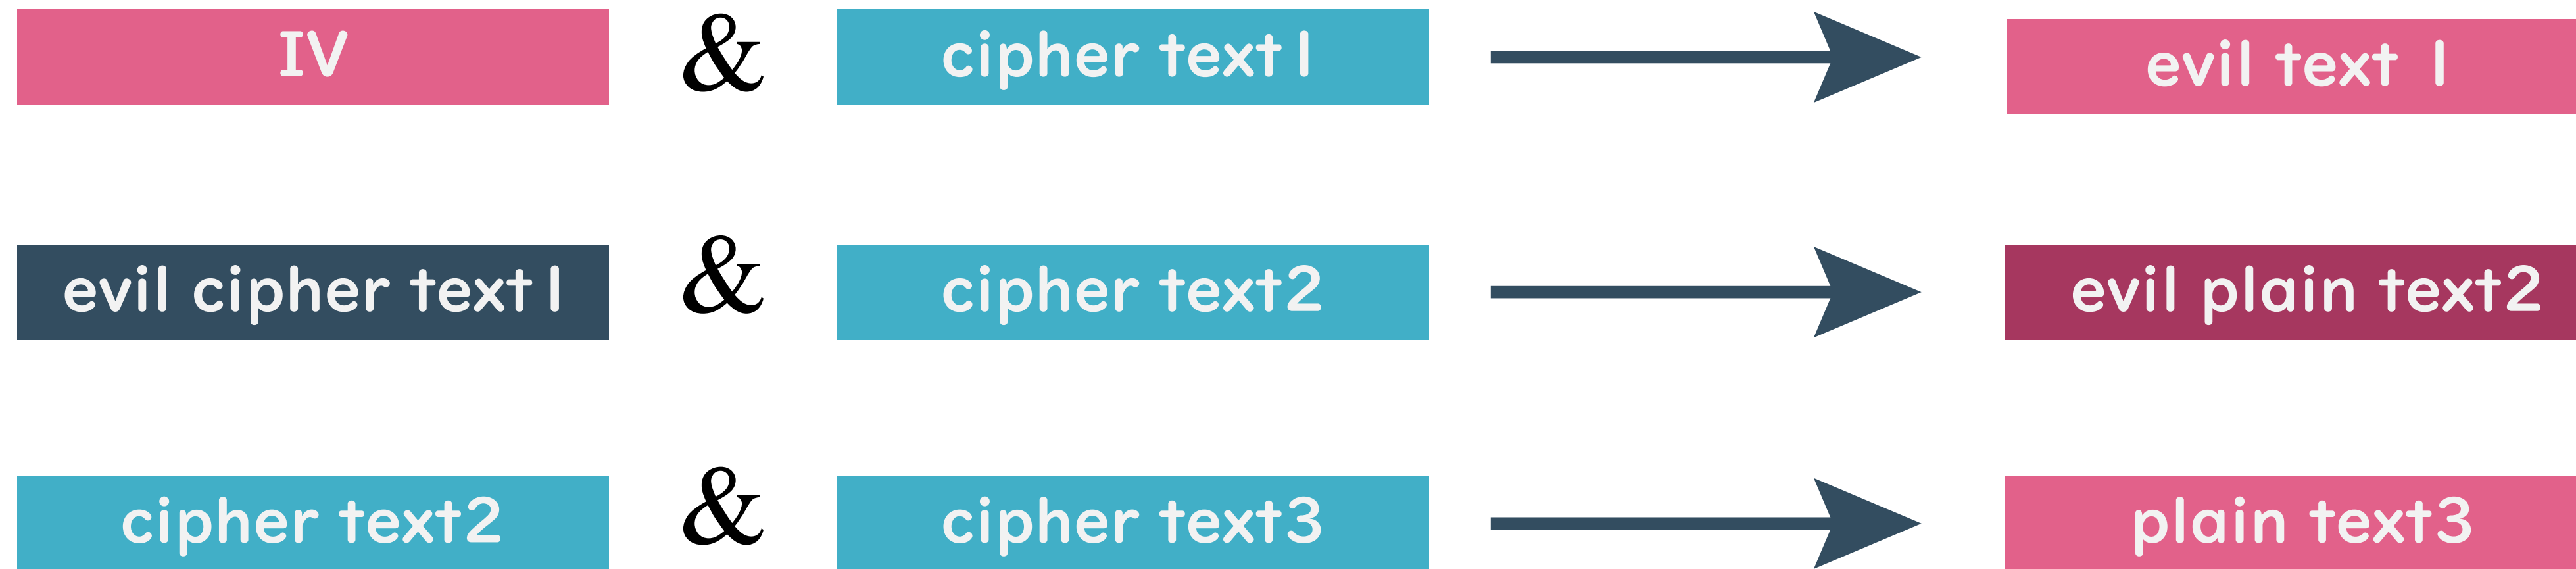 IV & cipher text1 evil text 1
evil cipher text1 & cipher text2 evil plain text2
cipher text2 & cipher text3 plain text3